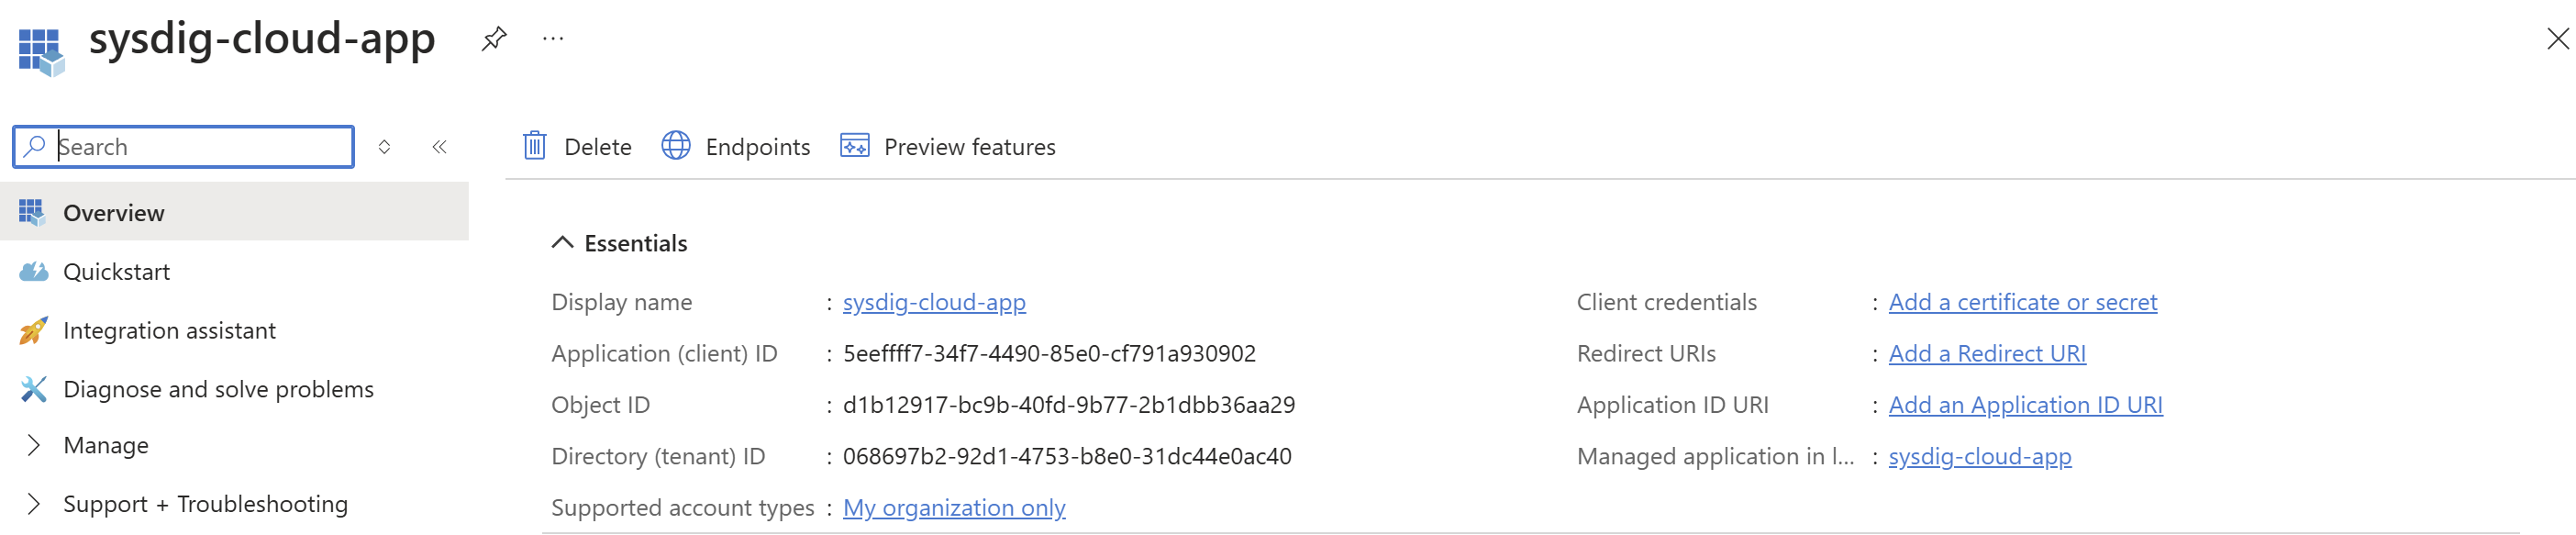 sysdig-cloud-app
Search
Delete Endpoints Preview features
Overview
Quickstart
Integration assistant
Diagnose and solve problems
Manage
Support + Troubleshooting
Essentials
Display name : sysdig-cloud-app
Application (client) ID : 5eeffff7-34f7-4490-85e0-cf791a930902
Object ID : d1b12917-bc9b-40fd-9b77-2b1dbb36aa29
Directory (tenant) ID : 068697b2-92d1-4753-b8e0-31dc44e0ac40
Supported account types : My organization only
Client credentials : Add a certificate or secret
Redirect URIs : Add a Redirect URI
Application ID URI : Add an Application ID URI
Managed application in l... : sysdig-cloud-app